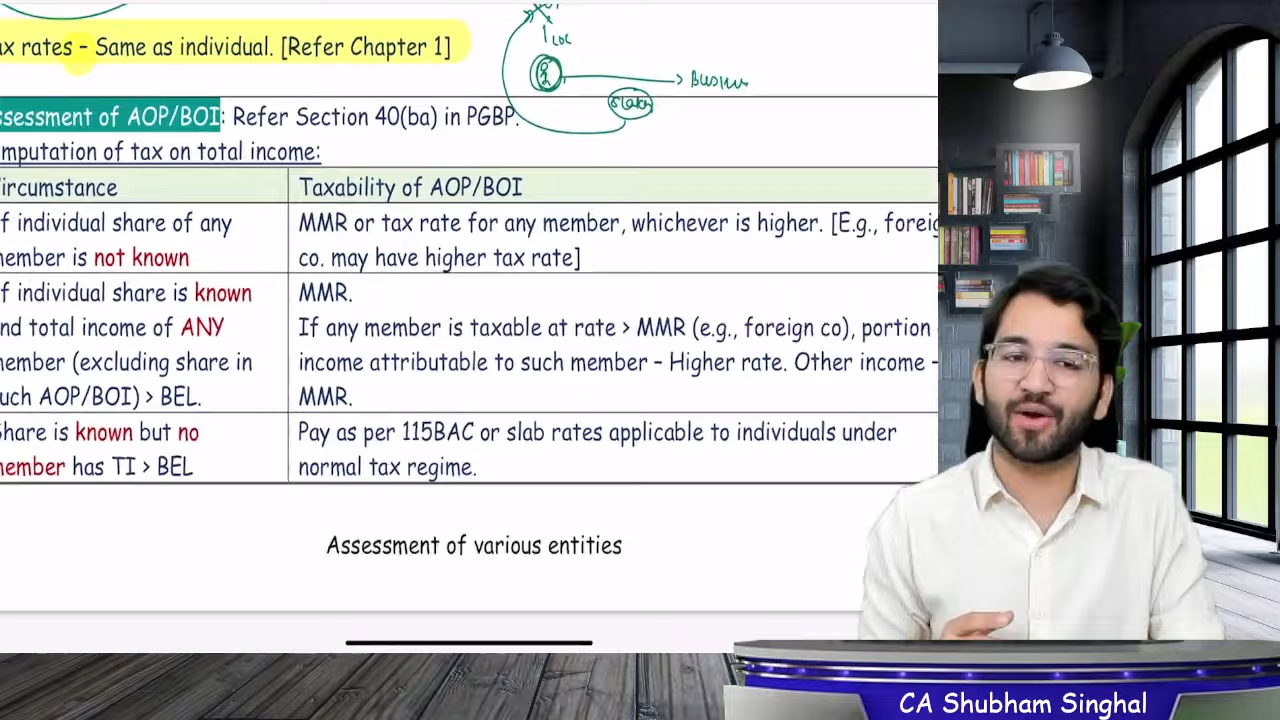 ax rates – Same as individual. [Refer Chapter 1]
Business
ssessment of AOP/BOI: Refer Section 40(ba) in PGBP.
mputation of tax on total income:
ircumstance
Taxability of AOP/BOI
f individual share of any
ember is not known
MMR or tax rate for any member, whichever is higher. [E.g., foreig
co. may have higher tax rate]
f individual share is known
nd total income of ANY
ember (excluding share in
uch AOP/BOI) > BEL.
MMR.
If any member is taxable at rate > MMR (e.g., foreign co), portion
income attributable to such member – Higher rate. Other income –
MMR.
Share is known but no
member has TI > BEL
Pay as per 115BAC or slab rates applicable to individuals under
normal tax regime.
Assessment of various entities
CA Shubham Singhal